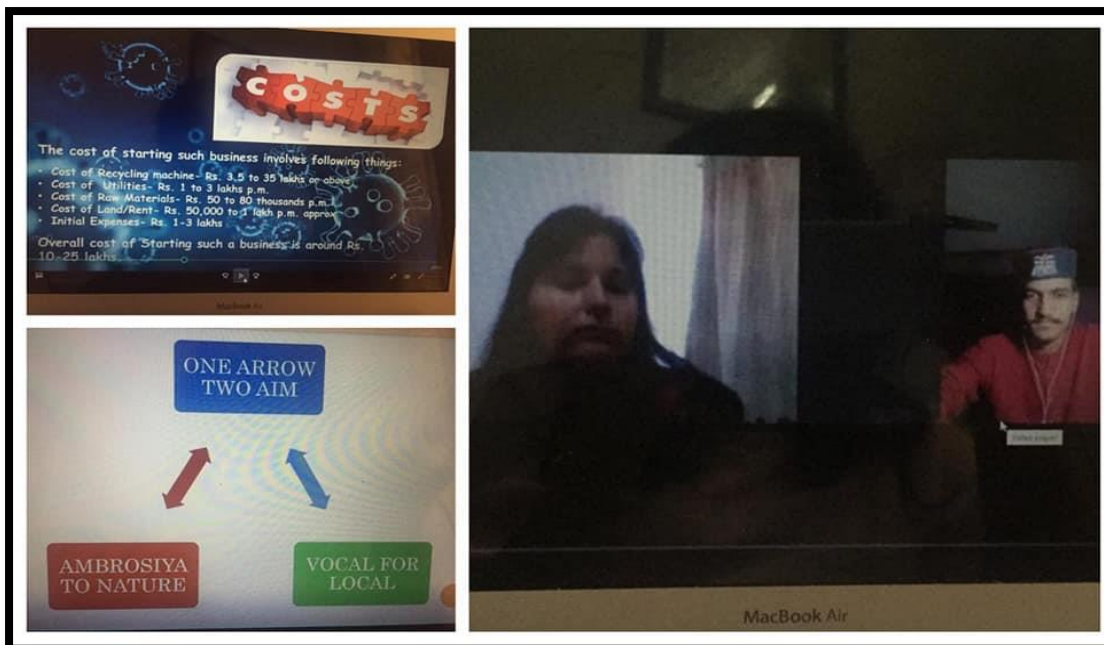 COSTS
The cost of starting such business involves following things:
• Cost of Recycling machine- Rs. 3.5 to 35 lakhs or above
• Cost of Utilities- Rs. 1 to 3 lakhs p.m.
• Cost of Raw Materials- Rs. 50 to 80 thousands p.m.
• Cost of Land/Rent- Rs. 50,000 to 1 lakh p.m. approx
• Initial Expenses- Rs. 1-3 lakhs
Overall cost of Starting such a business is around Rs.
10-25 lakhs.
MacBook Air
ONE ARROW
TWO AIM
AMBROSIYA
TO NATURE
VOCAL FOR
LOCAL
MacBook Air